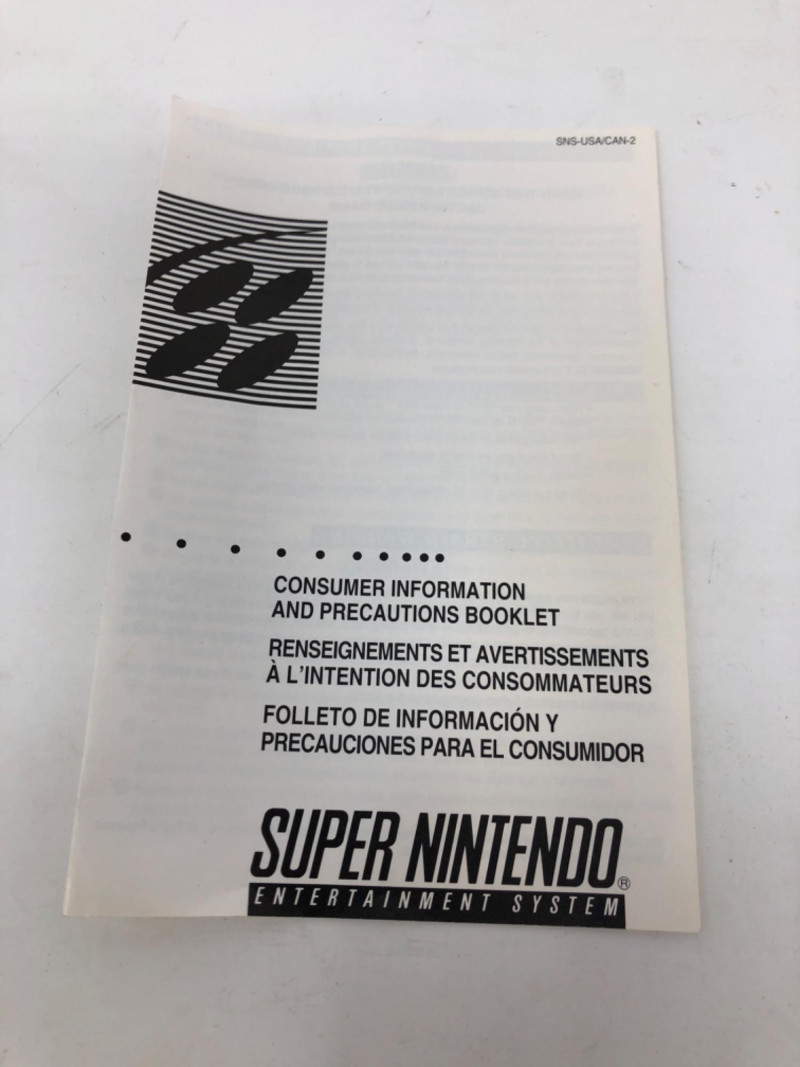 SNS-USA/CAN-2
CONSUMER INFORMATION
AND PRECAUTIONS BOOKLET
RENSEIGNEMENTS ET AVERTISSEMENTS
À L'INTENTION DES CONSOMMATEURS
FOLLETO DE INFORMACIÓN Y
PRECAUCIONES PARA EL CONSUMIDOR
SUPER NINTENDO®
ENTERTAINMENT SYSTEM